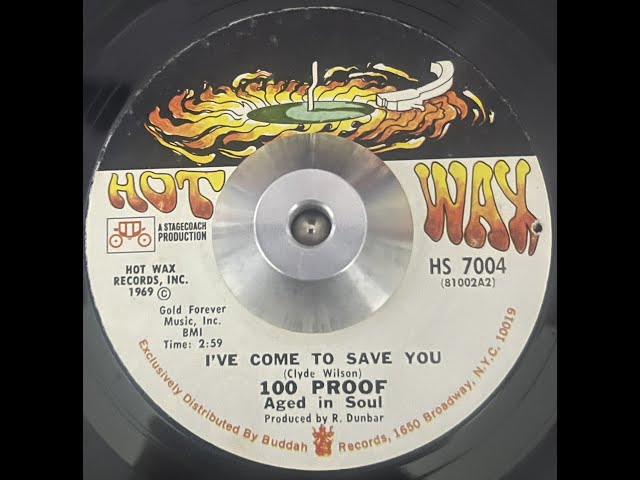 HOT WAX
A STAGECOACH
PRODUCTION
HOT WAX
RECORDS, INC.
1969 ©
HS 7004
(81002A2)
Gold Forever
Music, Inc.
BMI
Time: 2:59
I'VE COME TO SAVE YOU
(Clyde Wilson)
100 PROOF
Aged in Soul
Produced by R. Dunbar
Exclusively Distributed By Buddah Records, 1650 Broadway, N.Y.C. 10019